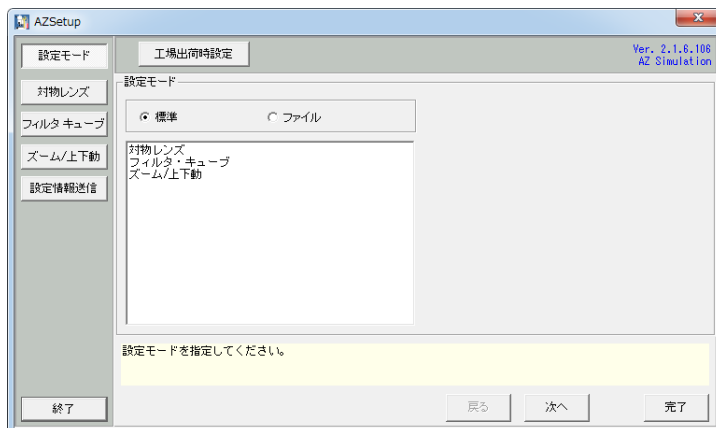 AZSetup
設定モード
工場出荷時設定
Ver. 2.1.6.106
AZ Simulation
対物レンズ
フィルタ キューブ
ズーム/上下動
設定情報送信
設定モード
標準
ファイル
対物レンズ
フィルタ・キューブ
ズーム/上下動
設定モードを指定してください。
終了
戻る
次へ
完了